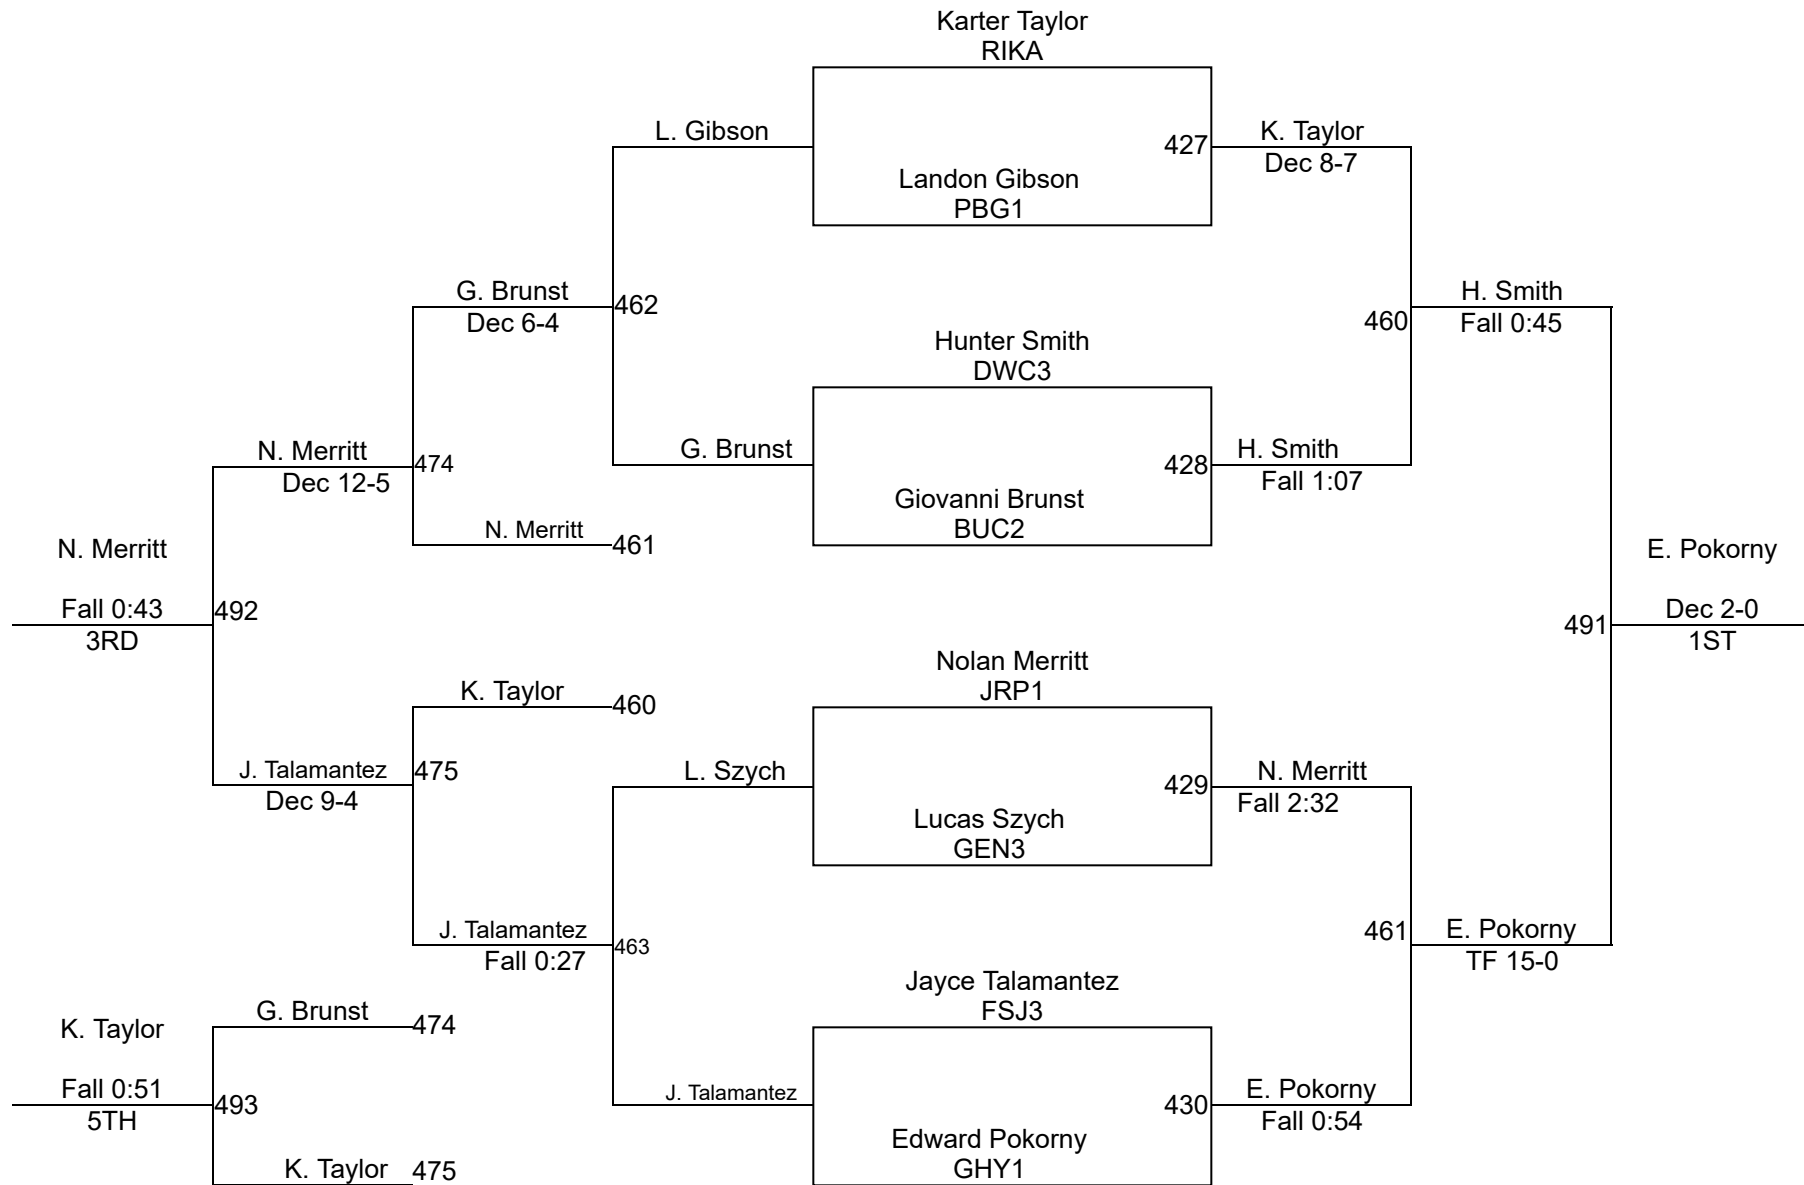 Karter Taylor
RIKA
L. Gibson
427
K. Taylor
Dec 8-7
Landon Gibson
PBG1
G. Brunst
Dec 6-4
462
H. Smith
Fall 0:45
460
Hunter Smith
DWC3
N. Merritt
Dec 12-5
474
G. Brunst
428
H. Smith
Fall 1:07
Giovanni Brunst
BUC2
N. Merritt
461
N. Merritt
Fall 0:43
3RD
492
E. Pokorny
Dec 2-0
1ST
491
Nolan Merritt
JRP1
K. Taylor
460
J. Talamantez
Dec 9-4
475
L. Szych
429
N. Merritt
Fall 2:32
Lucas Szych
GEN3
J. Talamantez
Fall 0:27
463
461
E. Pokorny
TF 15-0
Jayce Talamantez
FSJ3
G. Brunst
474
K. Taylor
Fall 0:51
5TH
493
J. Talamantez
430
E. Pokorny
Fall 0:54
Edward Pokorny
GHY1
K. Taylor
475